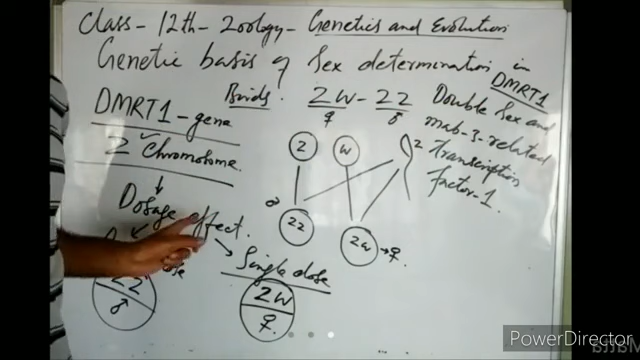 Class - 12th - Zoology - Genetics and Evolution
Genetic basis of Sex determination in
Birds. ZW - ZZ
♀ ♂
DMRT1 - gene
Z Chromosome
Dosage effect.
ZZ
♂
Single dose
ZW
♀
Z W Z
♂ ZZ
ZW → ♀
DMRT1
Double Sex and
mab-3-related
Transcription
Factor-1.
PowerDirector